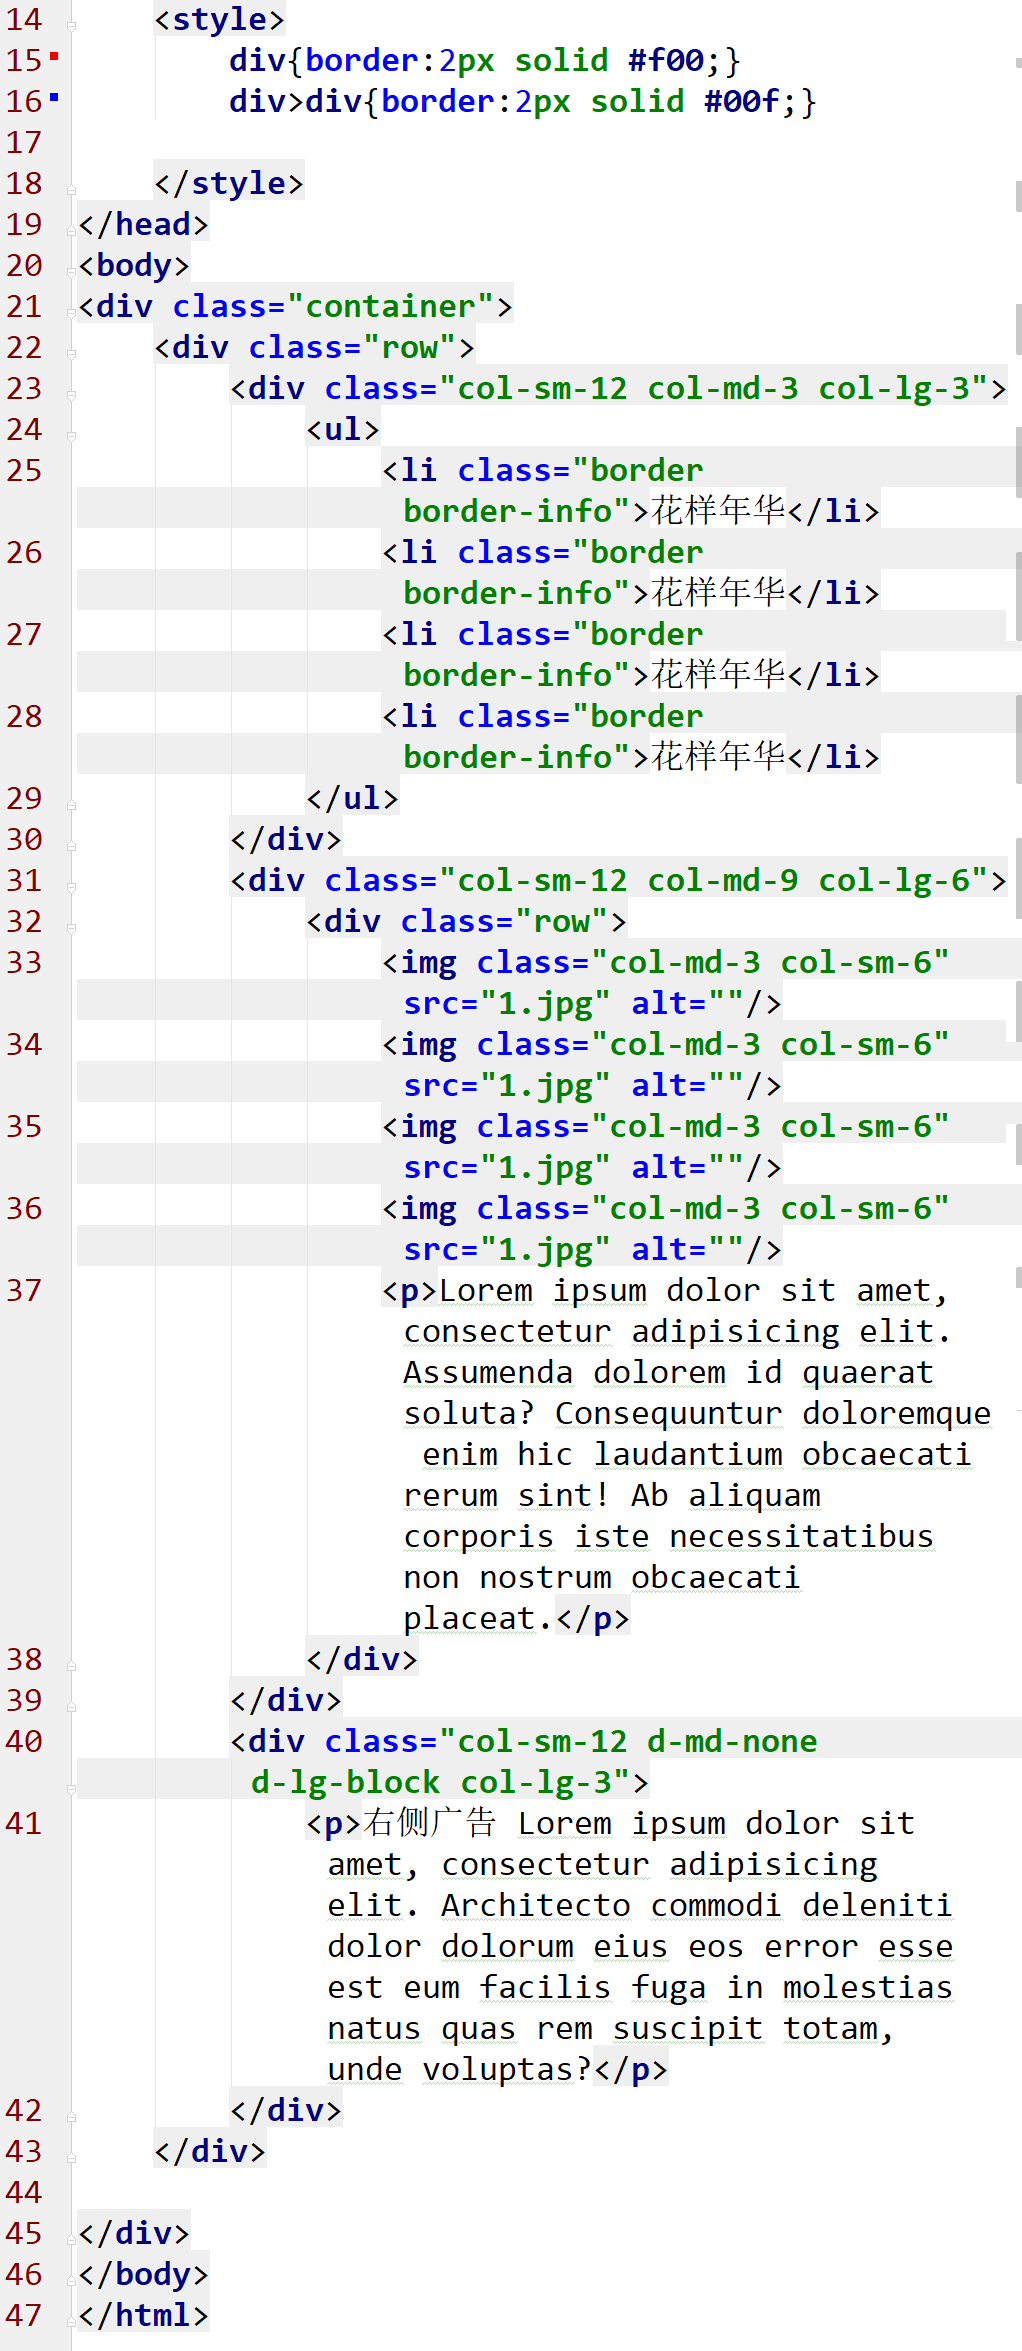 14 <style>
15 div{border:2px solid #f00;}
16 div>div{border:2px solid #00f;}
17
18 </style>
19 </head>
20 <body>
21 <div class="container">
22 <div class="row">
23 <div class="col-sm-12 col-md-3 col-lg-3">
24 <ul>
25 <li class="border
border-info">花样年华</li>
26 <li class="border
border-info">花样年华</li>
27 <li class="border
border-info">花样年华</li>
28 <li class="border
border-info">花样年华</li>
29 </ul>
30 </div>
31 <div class="col-sm-12 col-md-9 col-lg-6">
32 <div class="row">
33 <img class="col-md-3 col-sm-6"
src="1.jpg" alt=""/>
34 <img class="col-md-3 col-sm-6"
src="1.jpg" alt=""/>
35 <img class="col-md-3 col-sm-6"
src="1.jpg" alt=""/>
36 <img class="col-md-3 col-sm-6"
src="1.jpg" alt=""/>
37 <p>Lorem ipsum dolor sit amet,
consectetur adipisicing elit.
Assumenda dolorem id quaerat
soluta? Consequuntur doloremque
enim hic laudantium obcaecati
rerum sint! Ab aliquam
corporis iste necessitatibus
non nostrum obcaecati
placeat.</p>
38 </div>
39 </div>
40 <div class="col-sm-12 d-md-none
d-lg-block col-lg-3">
41 <p>右侧广告 Lorem ipsum dolor sit
amet, consectetur adipisicing
elit. Architecto commodi deleniti
dolor dolorum eius eos error esse
est eum facilis fuga in molestias
natus quas rem suscipit totam,
unde voluptas?</p>
42 </div>
43 </div>
44
45 </div>
46 </body>
47 </html>